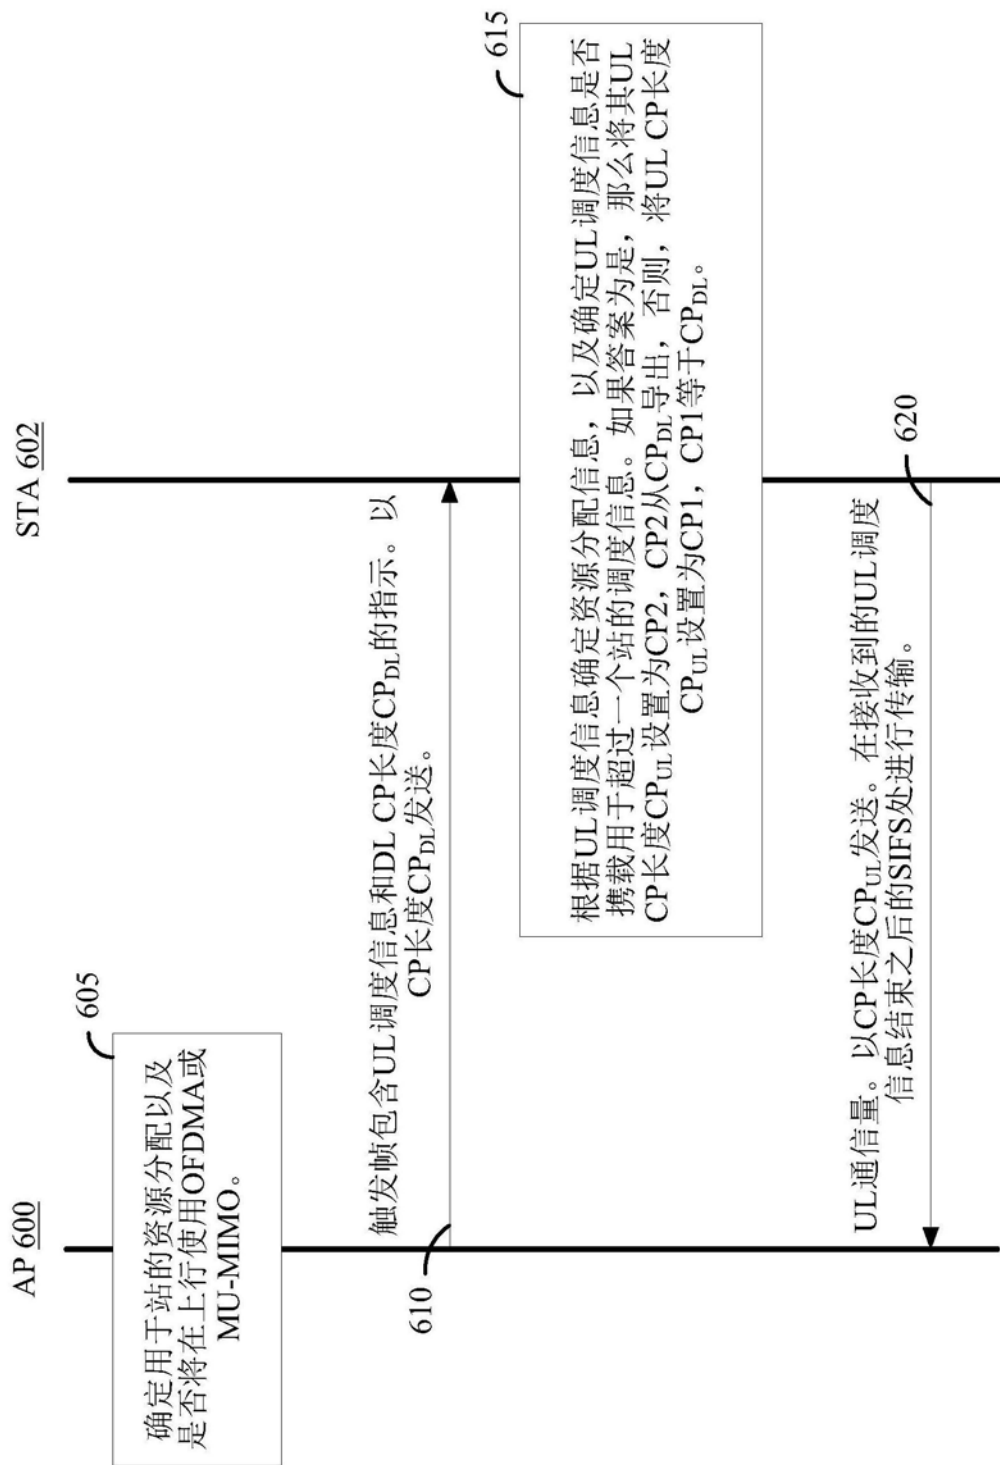 AP 600
STA 602
605
确定用于站的资源分配以及
是否将在上行使用OFDMA或
MU-MIMO。
触发帧包含UL调度信息和DL CP长度CP_DL的指示。以
CP长度CP_DL发送。
610
615
根据UL调度信息确定资源分配信息，以及确定UL调度信息是否
携载用于超过一个站的调度信息。如果答案为是，那么将其UL
CP长度CP_UL设置为CP2，CP2从CP_DL导出，否则，将UL CP长度
CP_UL设置为CP1，CP1等于CP_DL。
UL通信量。以CP长度CP_UL发送。在接收到的UL调度
信息结束之后的SIFS处进行传输。
620